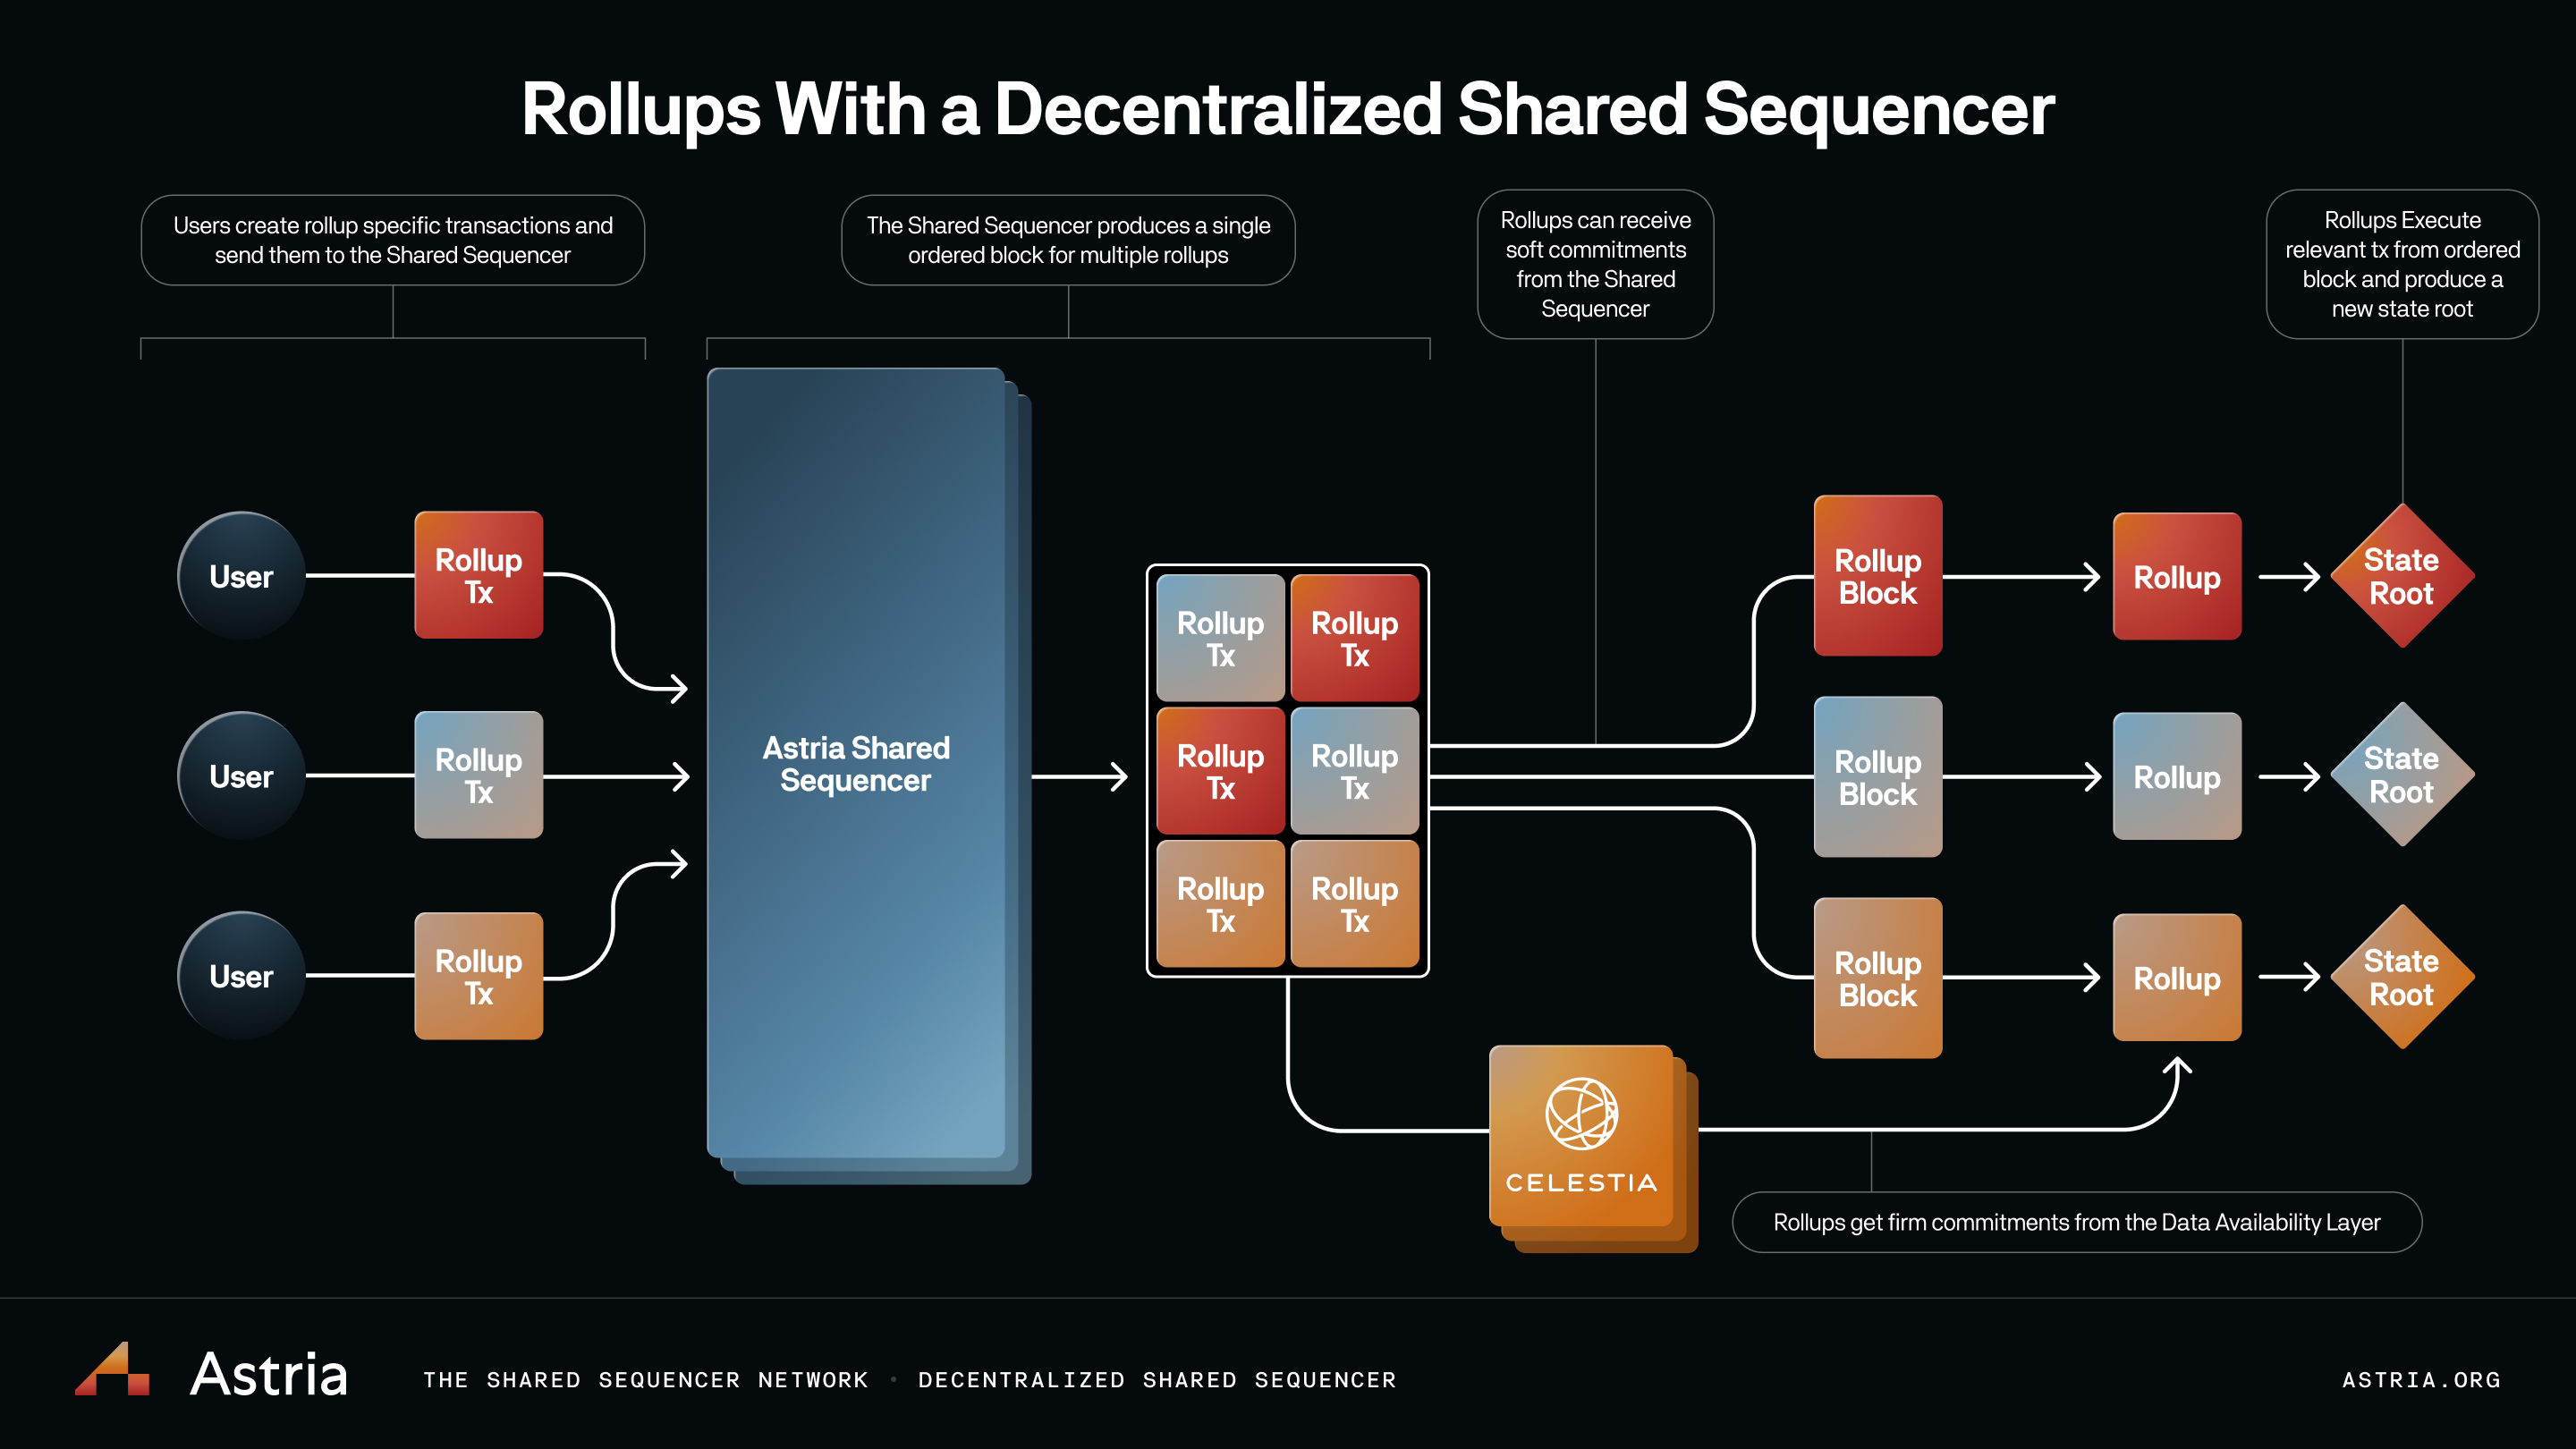 Rollups With a Decentralized Shared Sequencer
Users create rollup specific transactions and
send them to the Shared Sequencer
The Shared Sequencer produces a single
ordered block for multiple rollups
Rollups can receive
soft commitments
from the Shared
Sequencer
Rollups Execute
relevant tx from ordered
block and produce a
new state root
User
Rollup
Tx
User
Rollup
Tx
User
Rollup
Tx
Astria Shared
Sequencer
Rollup
Tx
Rollup
Tx
Rollup
Tx
Rollup
Tx
Rollup
Tx
Rollup
Tx
Rollup
Block
Rollup
State
Root
Rollup
Block
Rollup
State
Root
Rollup
Block
Rollup
State
Root
CELESTIA
Rollups get firm commitments from the Data Availability Layer
Astria
THE SHARED SEQUENCER NETWORK • DECENTRALIZED SHARED SEQUENCER
ASTRIA.ORG